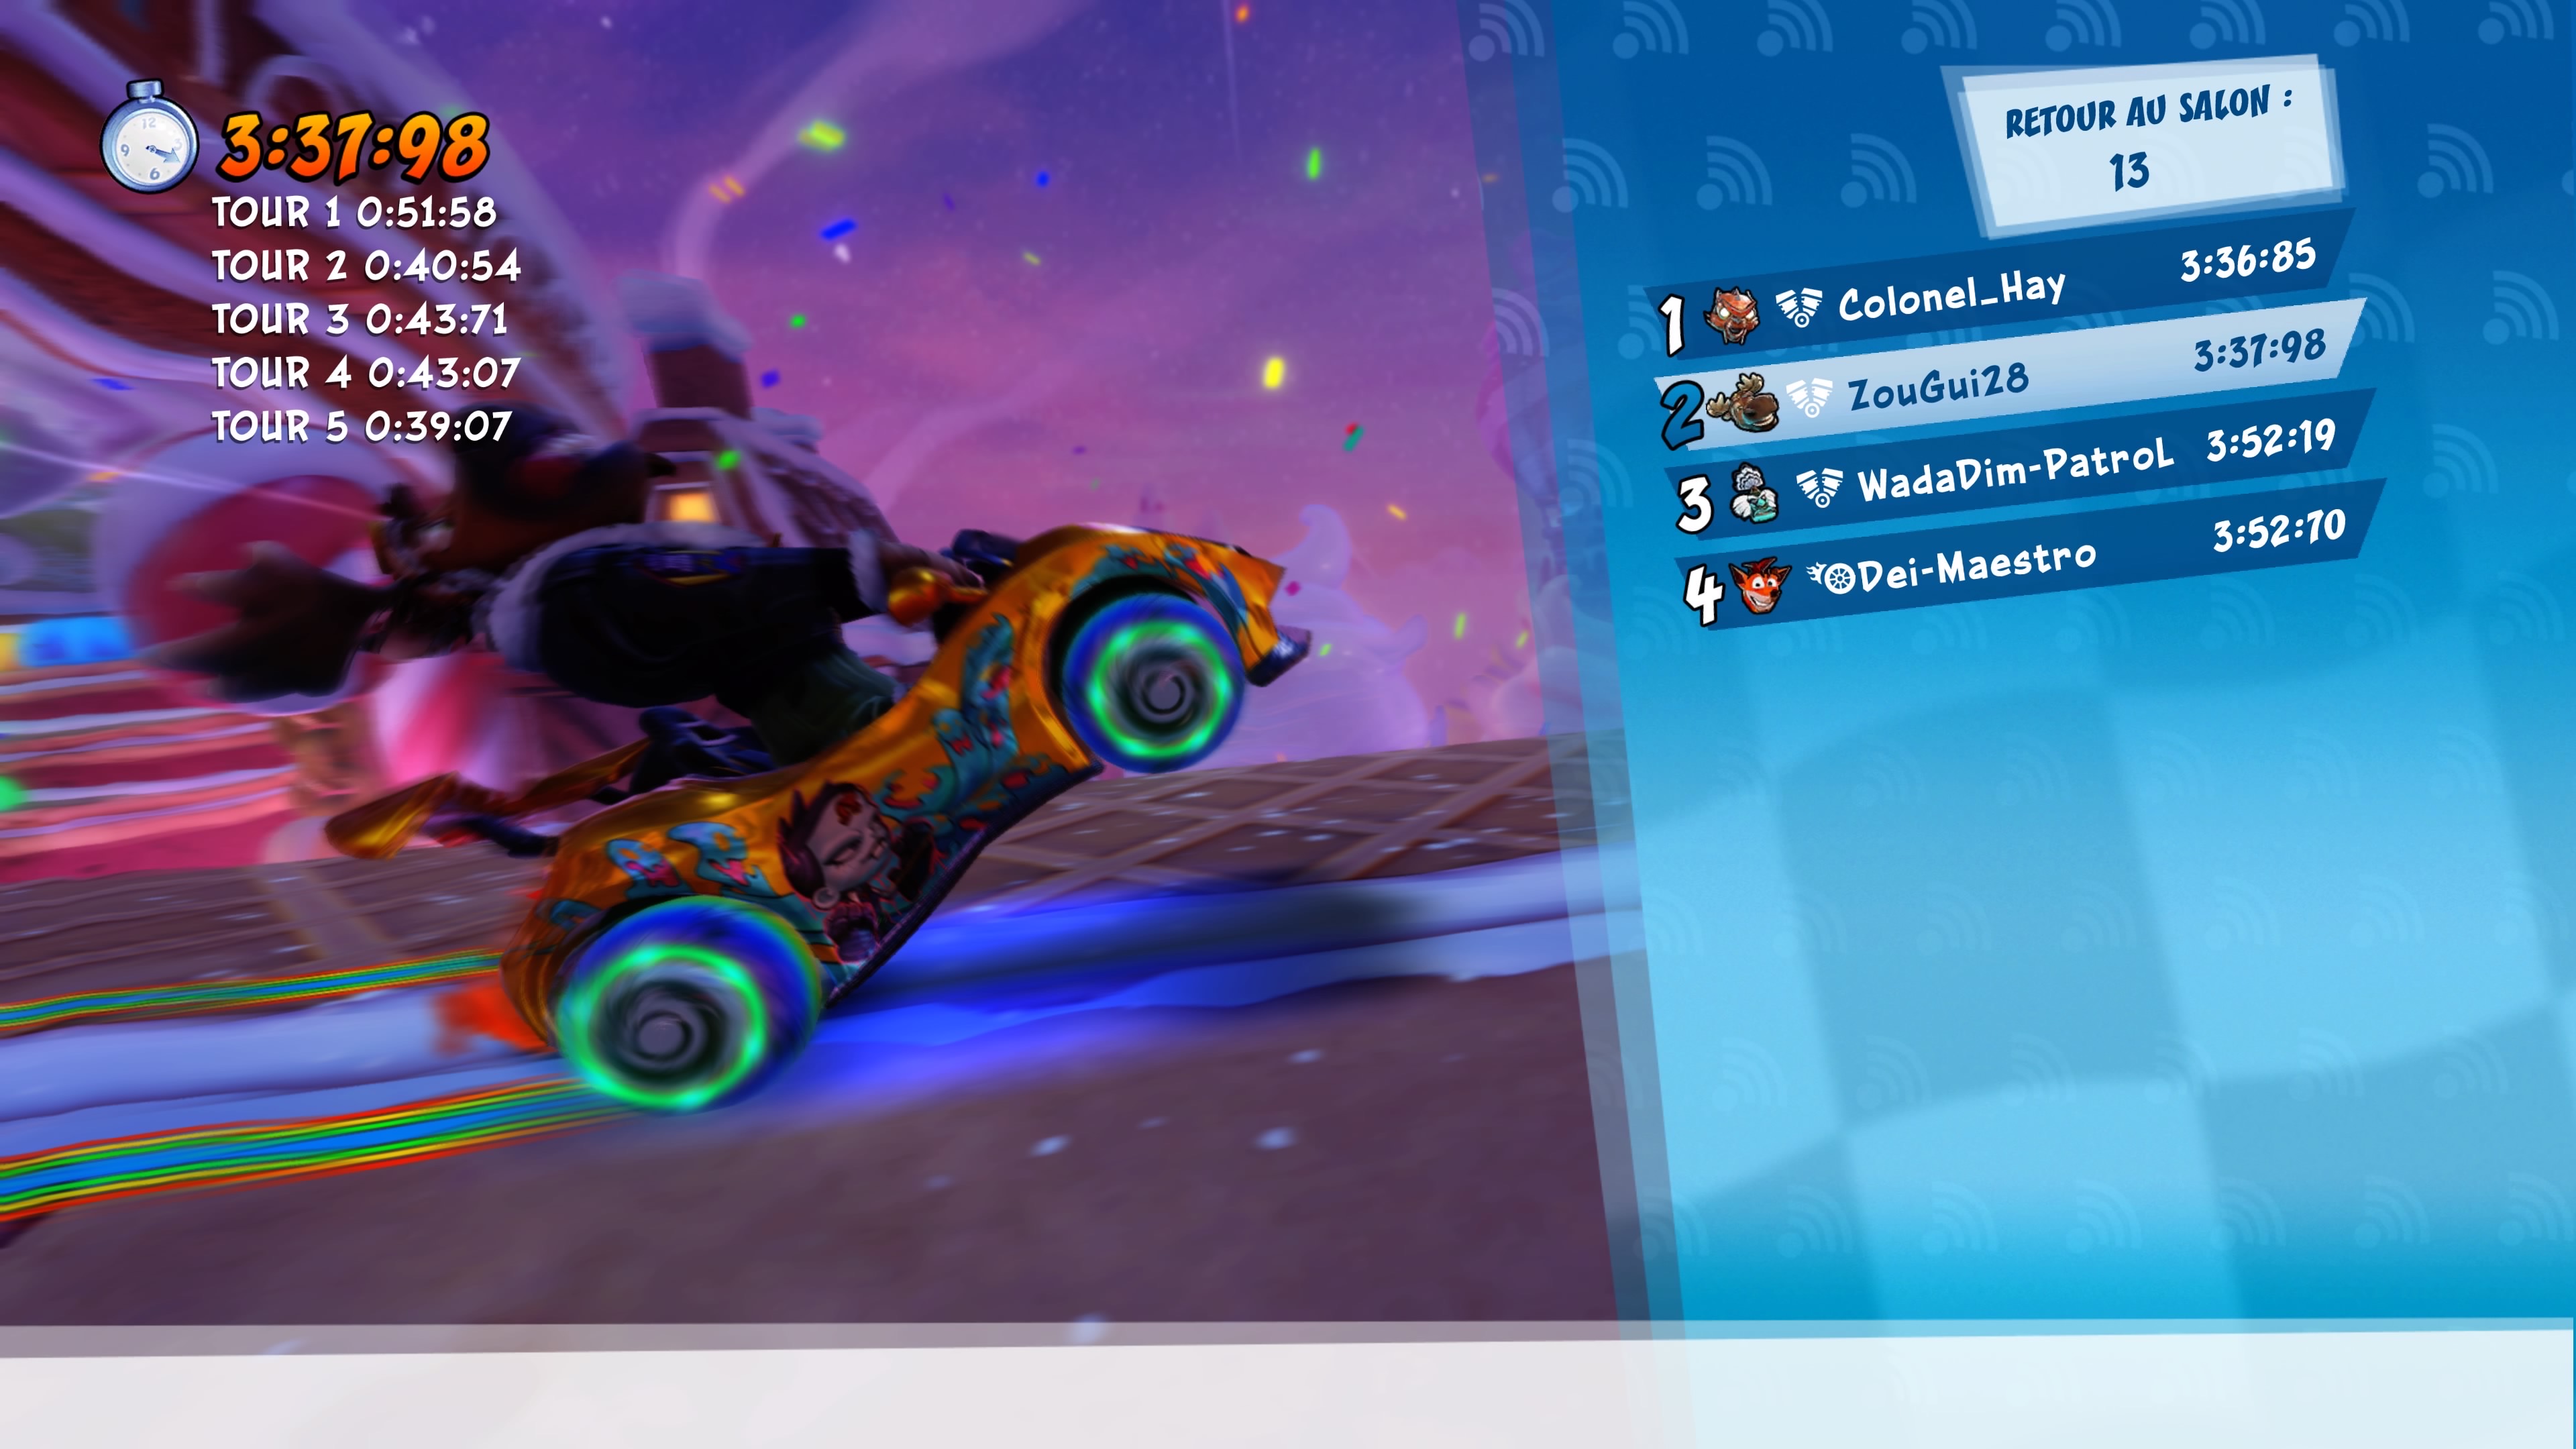 3:37:98
TOUR 1 0:51:58
TOUR 2 0:40:54
TOUR 3 0:43:71
TOUR 4 0:43:07
TOUR 5 0:39:07
RETOUR AU SALON :
13
1 Colonel_Hay 3:36:85
2 ZouGui28 3:37:98
3 WadaDim-PatroL 3:52:19
4 Dei-Maestro 3:52:70